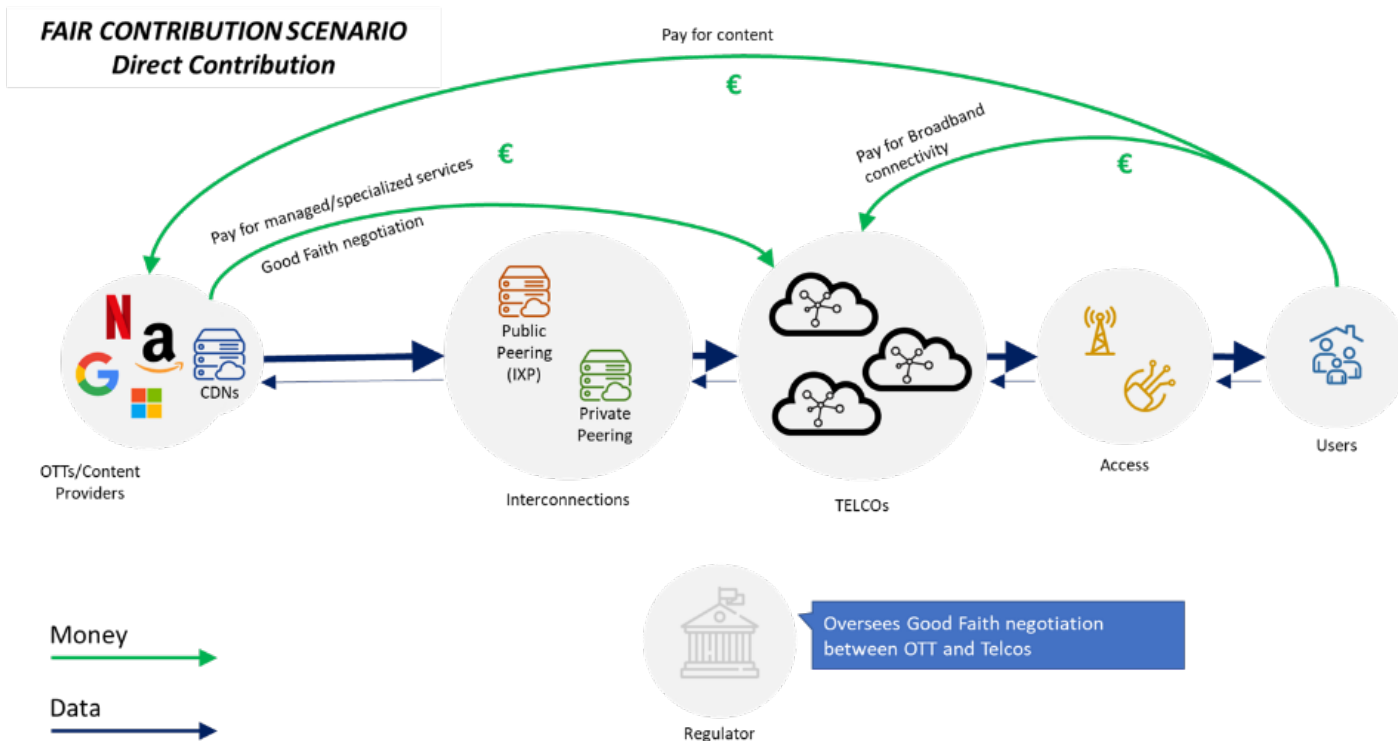 FAIR CONTRIBUTION SCENARIO
Direct Contribution
Pay for content
€
Pay for Broadband
connectivity
€
€
Pay for managed/specialized services
Good Faith negotiation
N
a
G
CDNs
Public
Peering
(IXP)
Private
Peering
OTTs/Content
Providers
Interconnections
TELCOs
Access
Users
Money
Data
Oversees Good Faith negotiation
between OTT and Telcos
Regulator